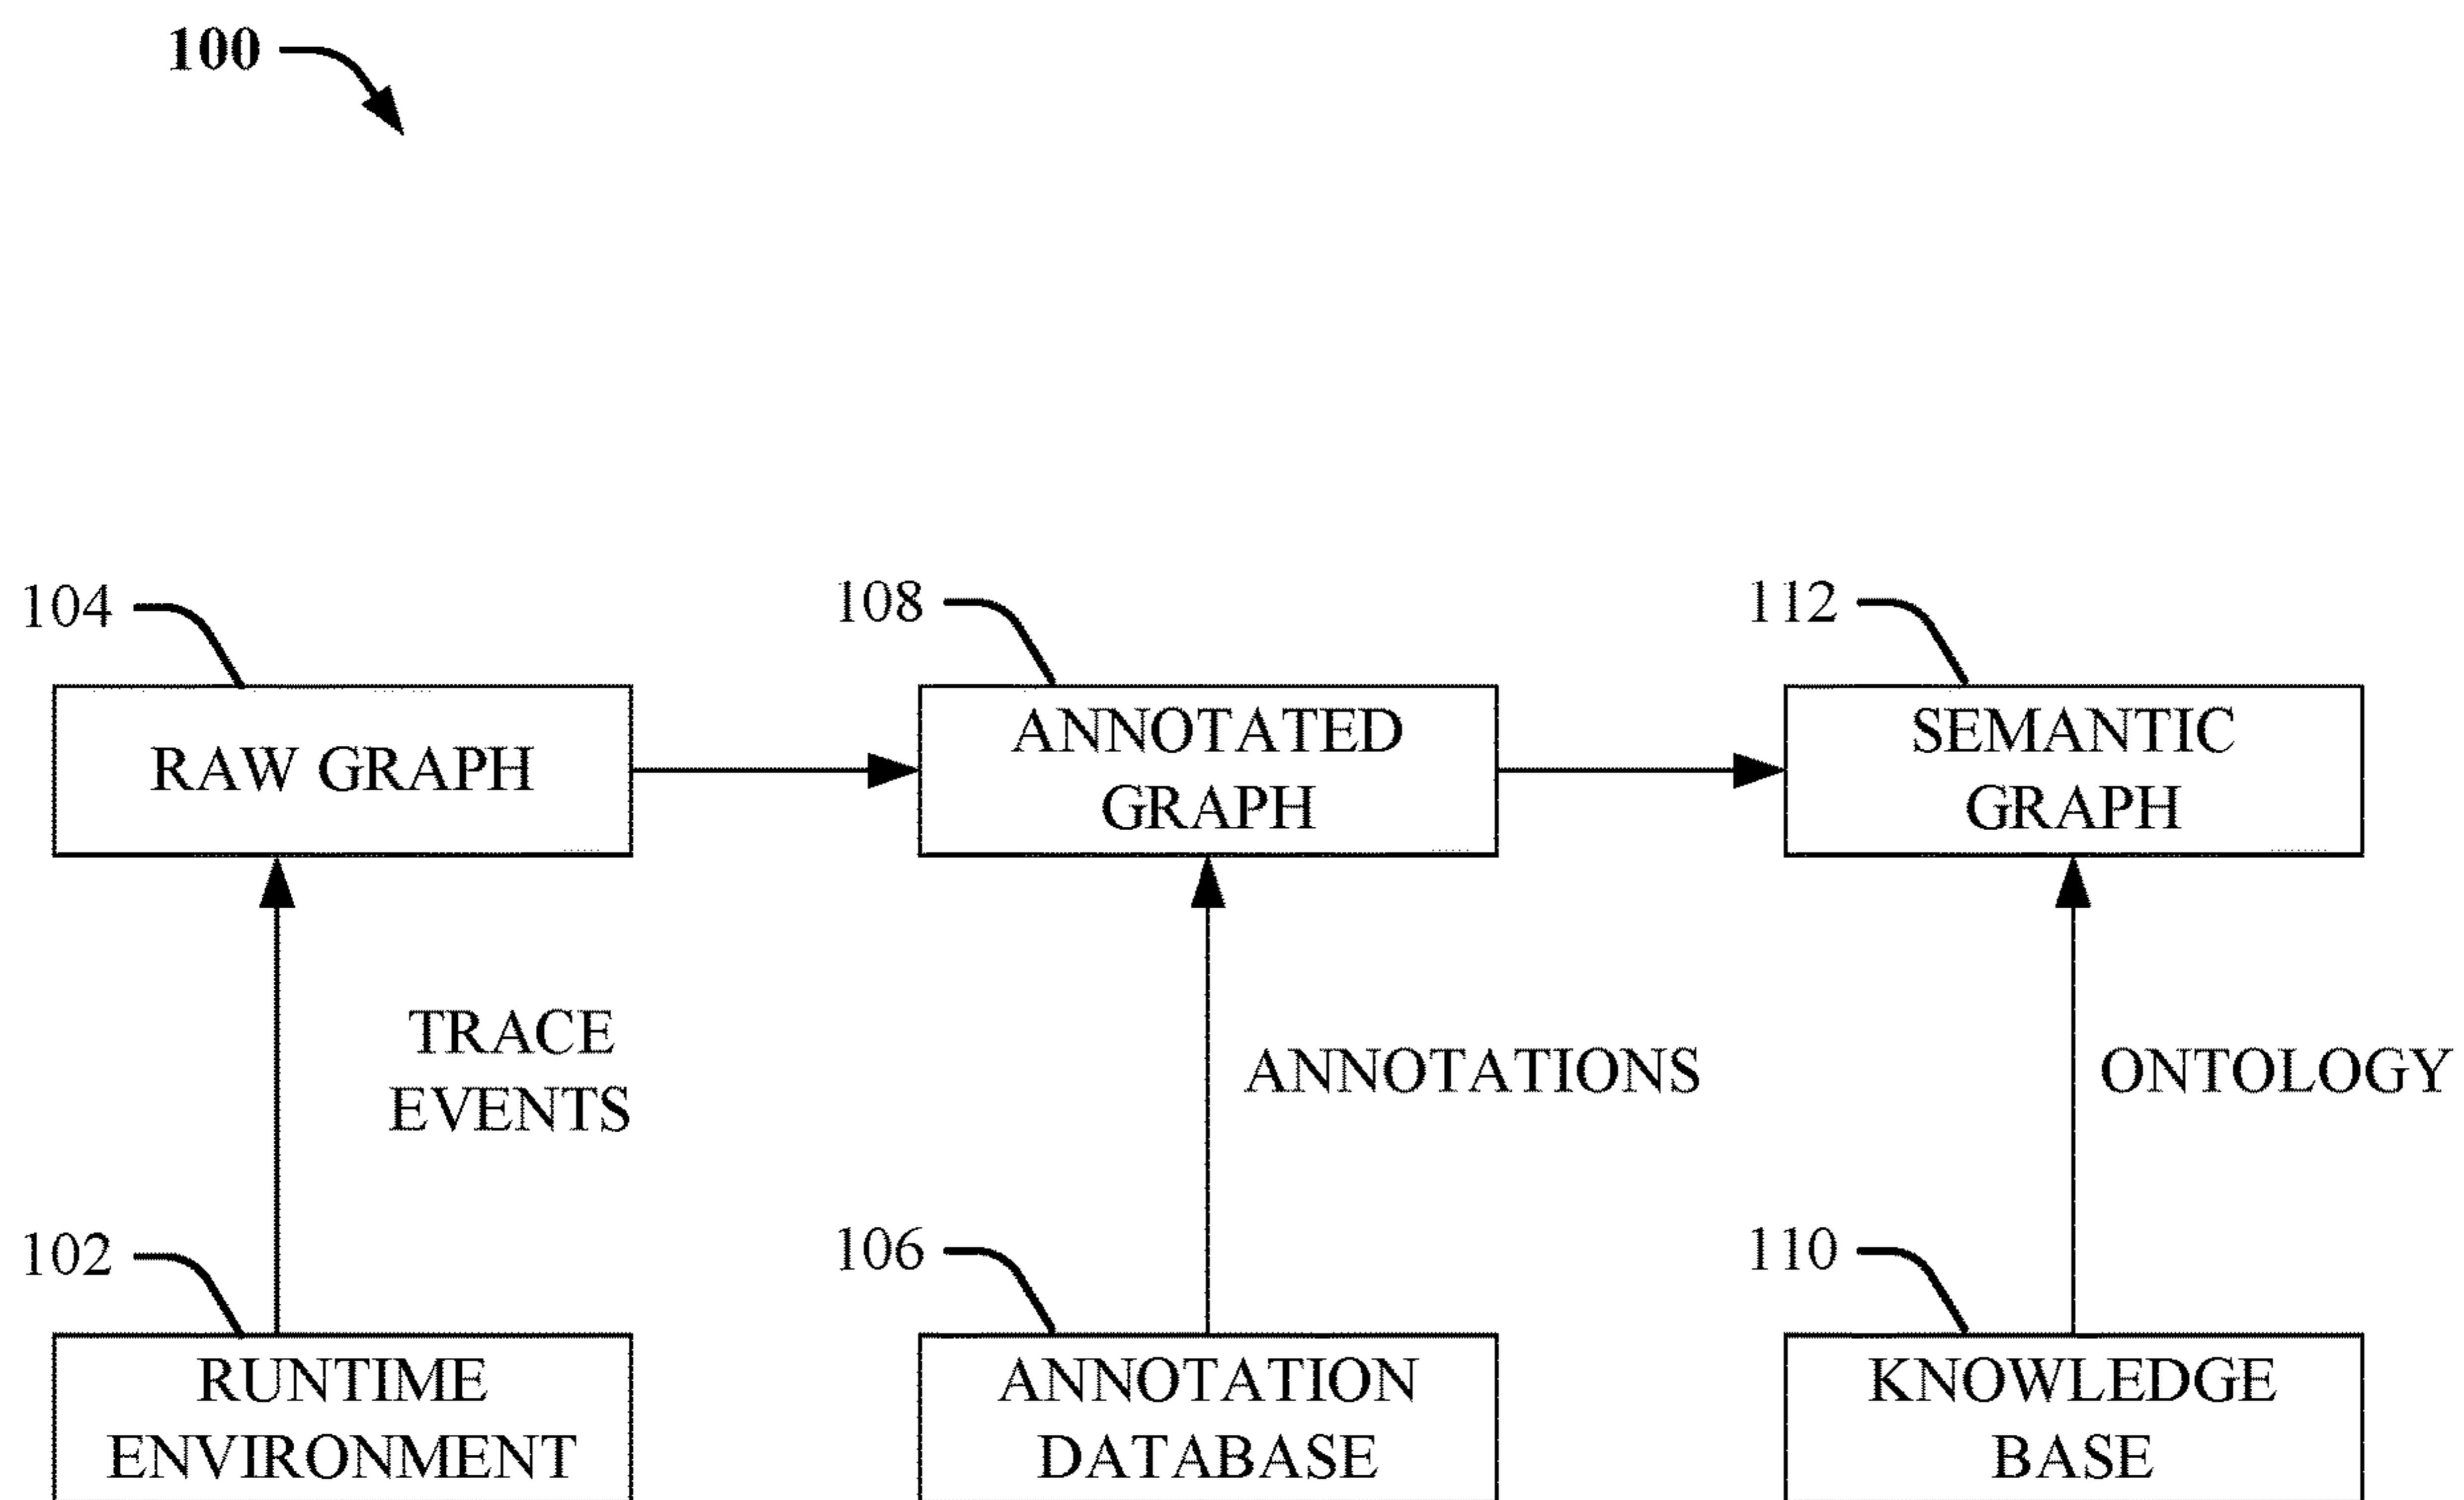 100
104
108
112
RAW GRAPH
ANNOTATED
GRAPH
SEMANTIC
GRAPH
TRACE
EVENTS
ANNOTATIONS
ONTOLOGY
102
106
110
RUNTIME
ENVIRONMENT
ANNOTATION
DATABASE
KNOWLEDGE
BASE